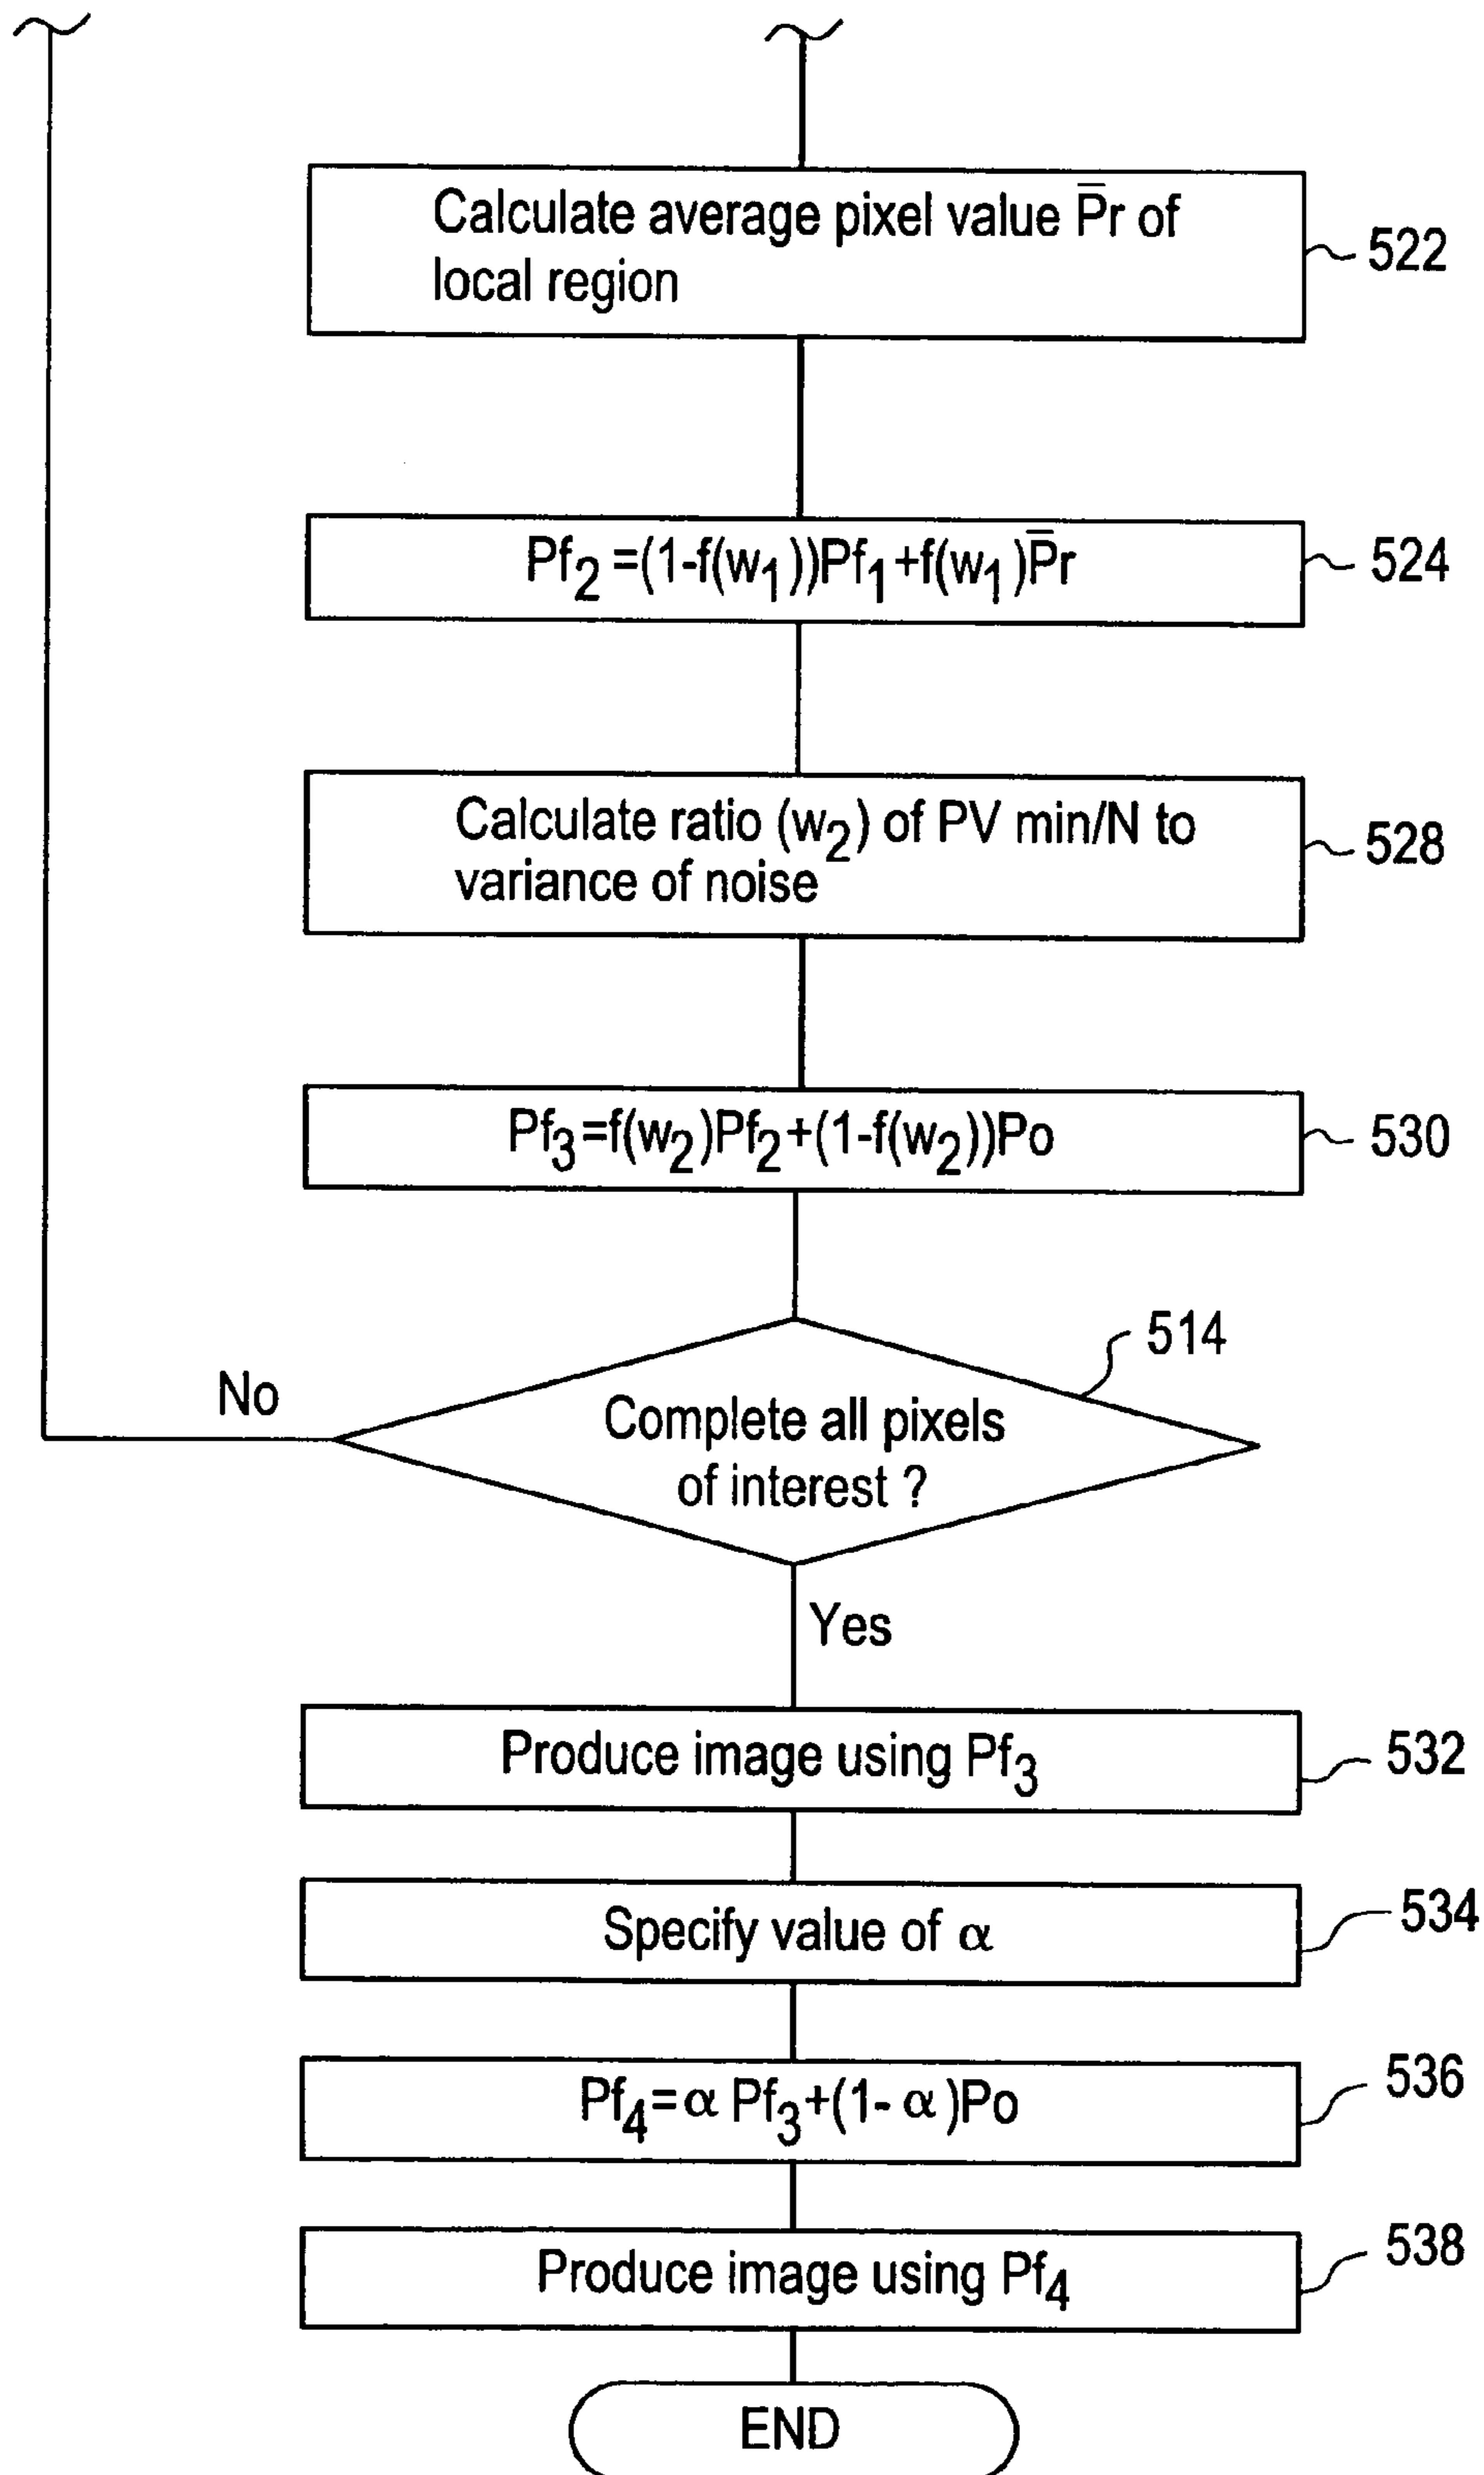 Calculate average pixel value P̅r of
local region
522
Pf₂ =(1-f(w₁))Pf₁+f(w₁)P̅r
524
Calculate ratio (w₂) of PV min/N to
variance of noise
528
Pf₃=f(w₂)Pf₂+(1-f(w₂))Po
530
514
No
Complete all pixels
of interest ?
Yes
Produce image using Pf₃
532
Specify value of α
534
Pf₄=α Pf₃+(1- α)Po
536
Produce image using Pf₄
538
END